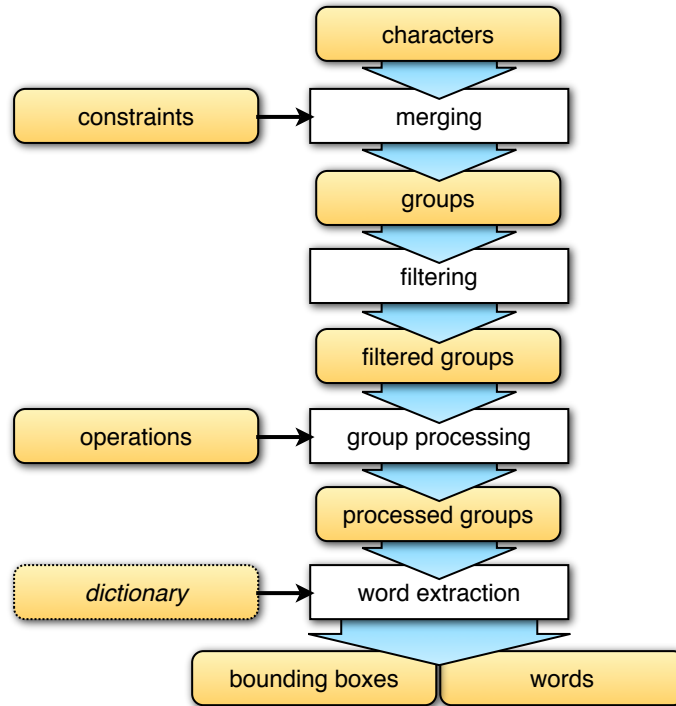 characters
constraints
merging
groups
filtering
filtered groups
operations
group processing
processed groups
dictionary
word extraction
bounding boxes
words